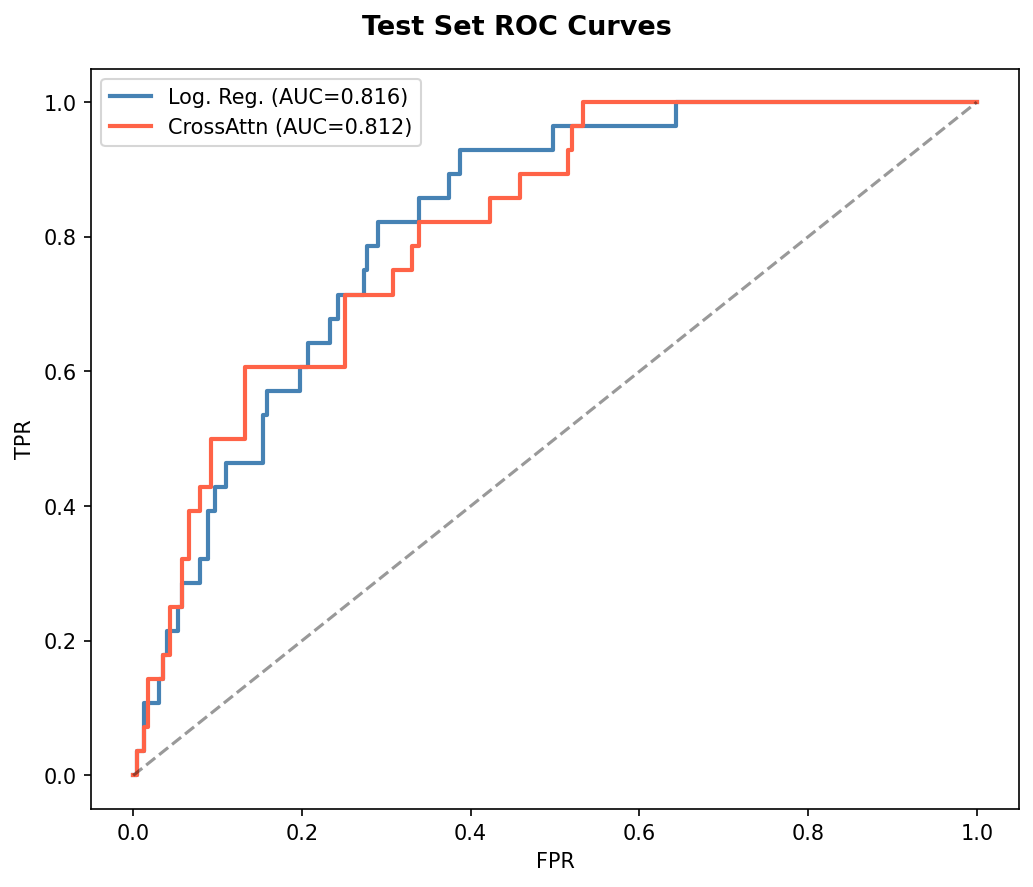 Test Set ROC Curves
Log. Reg. (AUC=0.816)
CrossAttn (AUC=0.812)
1.0
0.8
0.6
0.4
0.2
0.0
TPR
0.0 0.2 0.4 0.6 0.8 1.0
FPR